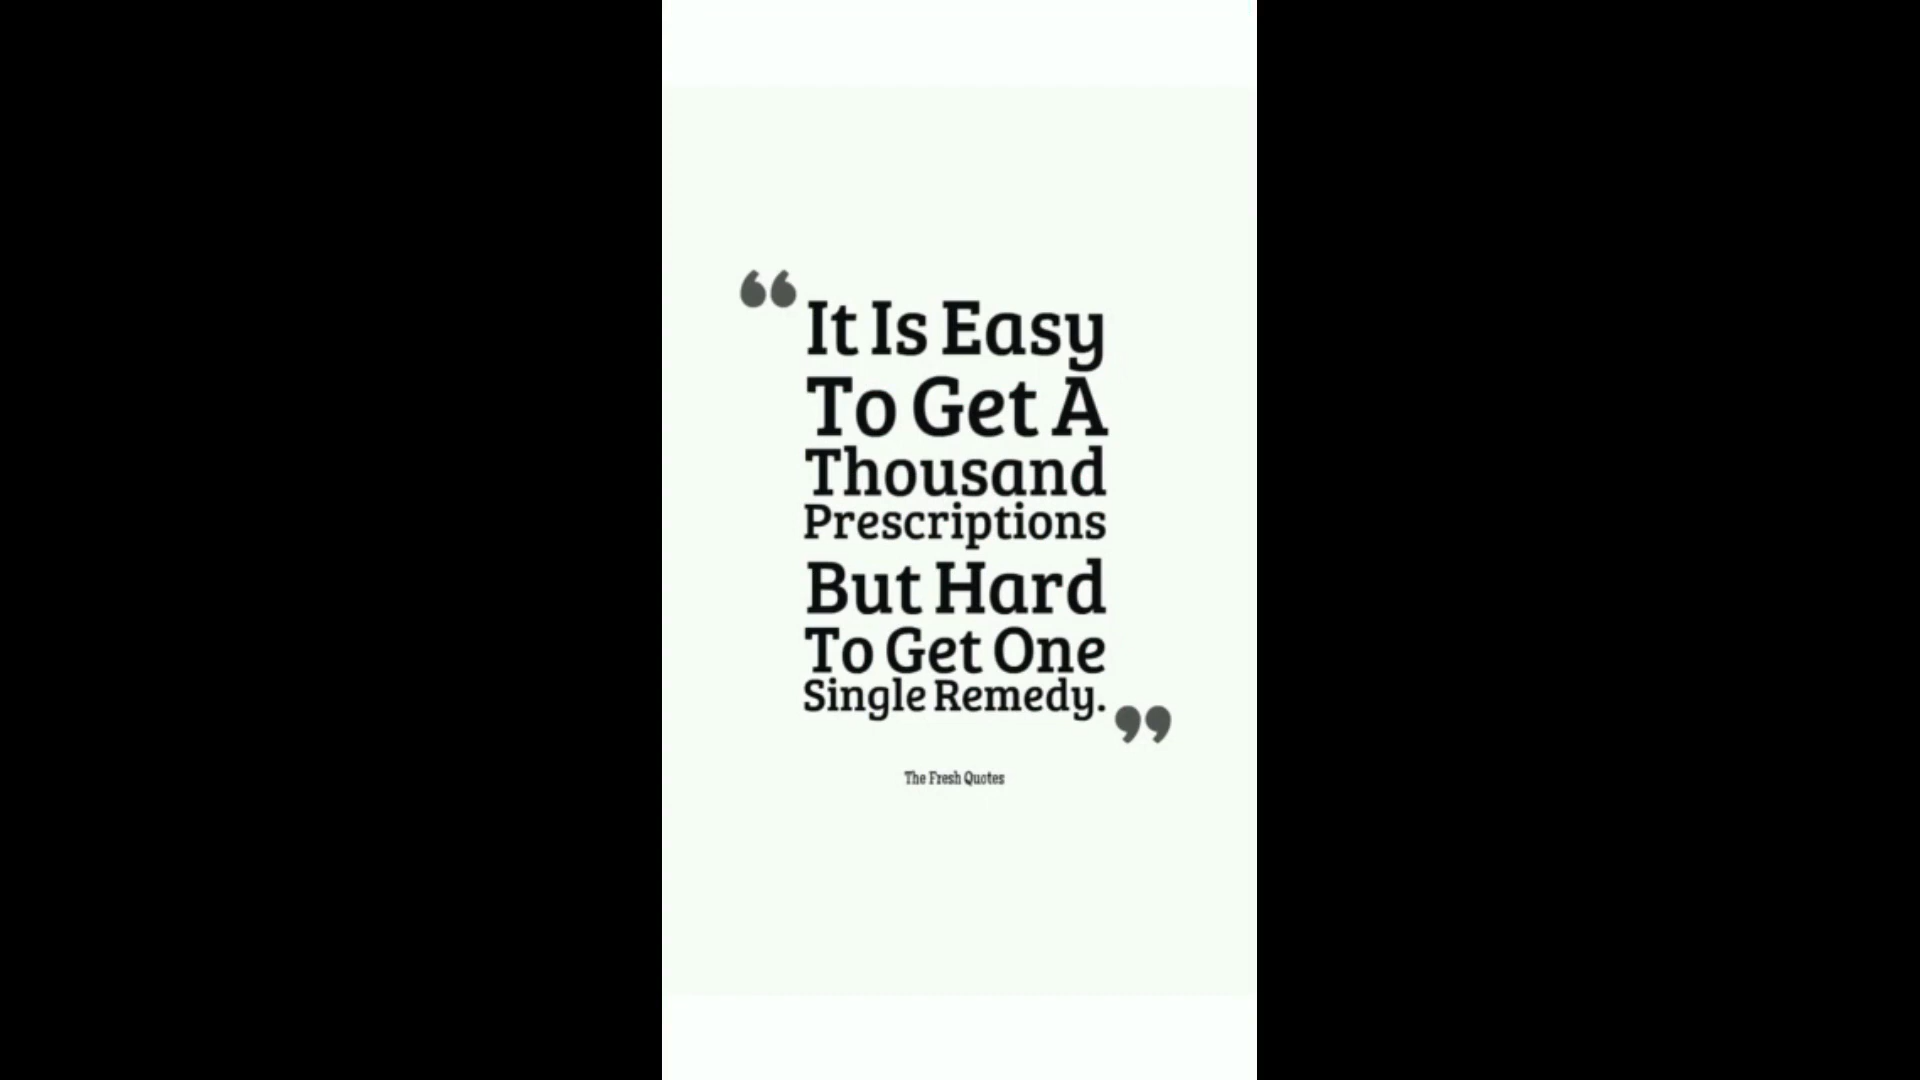 “It Is Easy
To Get A
Thousand
Prescriptions
But Hard
To Get One
Single Remedy.”
The Fresh Quotes